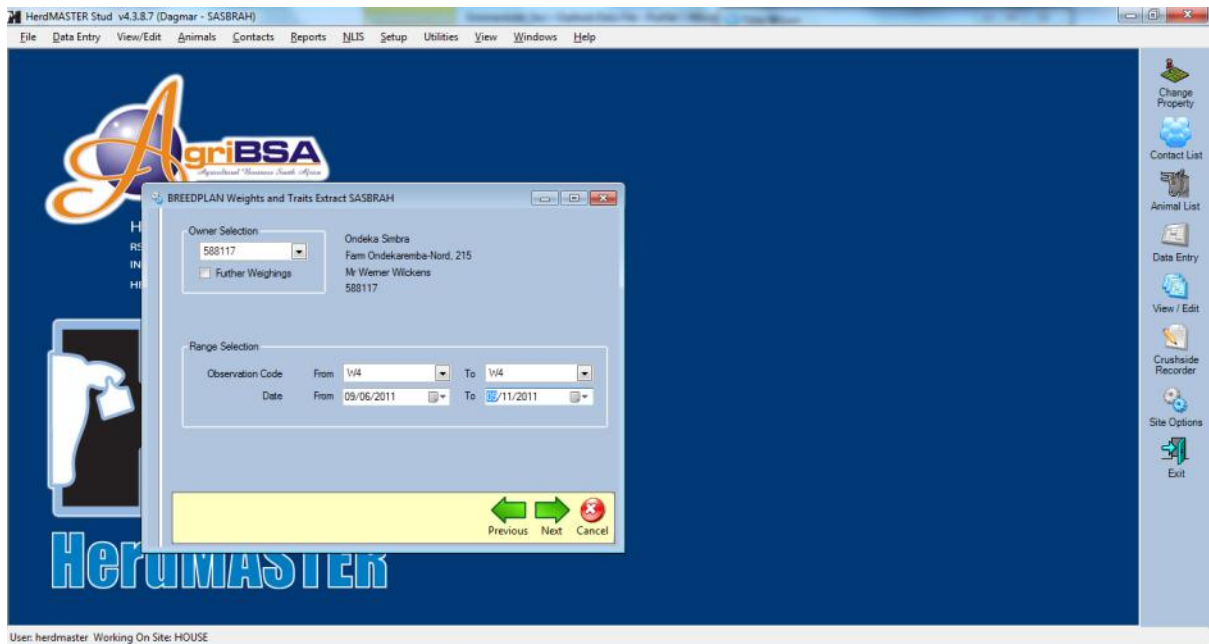 HerdMASTER Stud v4.3.8.7 (Dagmar - SASBRAH)
File Data Entry View/Edit Animals Contacts Reports NLIS Setup Utilities View Windows Help
AgriBSA
Agricultural Business South Africa
BREEDPLAN Weights and Traits Extract SASBRAH
Owner Selection
588117
Further Weighings
Ondeka Simbra
Farm Ondekaremba-Nord, 215
Mr Werner Wilckens
588117
Range Selection
Observation Code From W4 To W4
Date From 09/06/2011 To 09/11/2011
Previous Next Cancel
H
RS
IN
HE
HerdMASTER
Change
Property
Contact List
Animal List
Data Entry
View / Edit
Crushside
Recorder
Site Options
Exit
User: herdmaster Working On Site: HOUSE